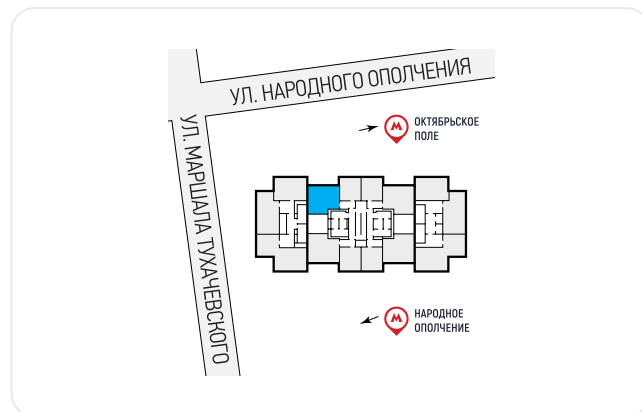 УЛ. НАРОДНОГО ОПОЛЧЕНИЯ
УЛ. МАРШАЛА ТУХАЧЕВСКОГО
М
ОКТЯБРЬСКОЕ
ПОЛЕ
М
НАРОДНОЕ
ОПОЛЧЕНИЕ